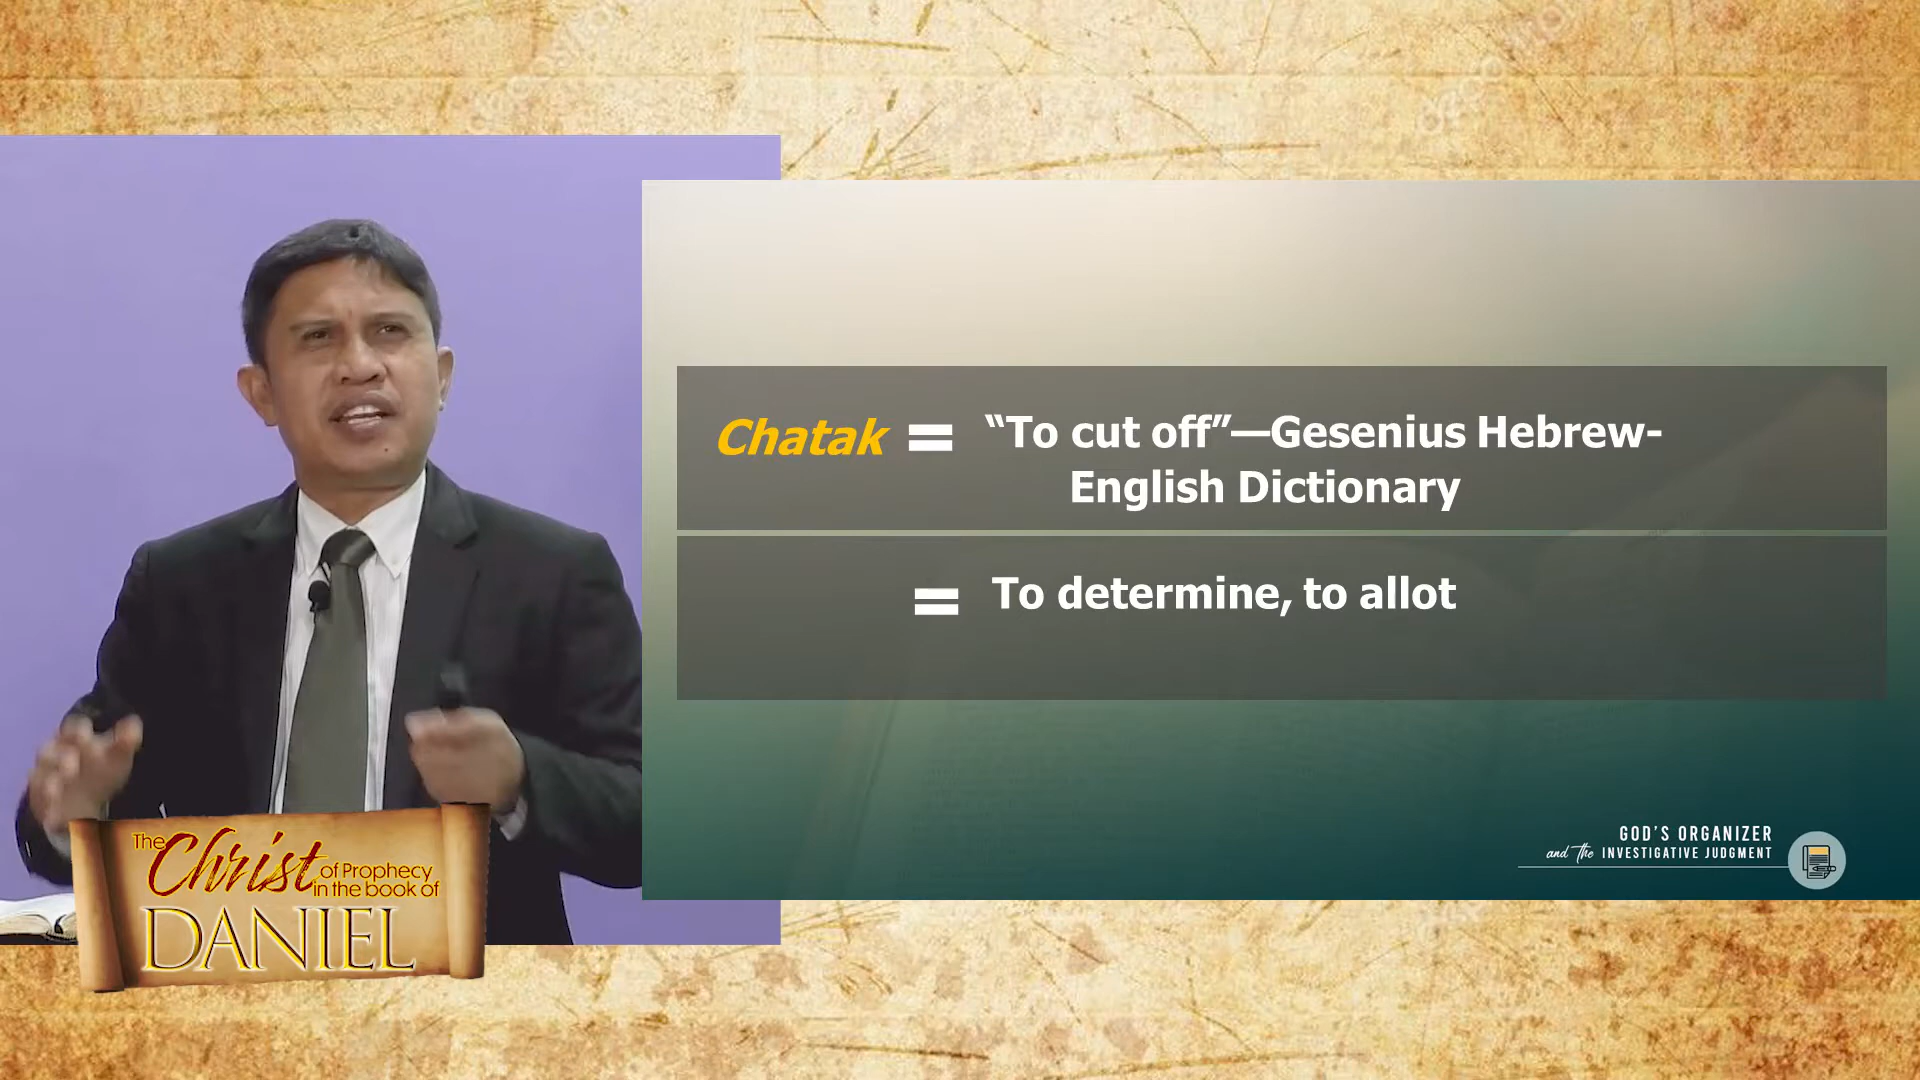 Chatak = “To cut off”—Gesenius Hebrew-
English Dictionary
= To determine, to allot
GOD'S ORGANIZER
and the INVESTIGATIVE JUDGMENT
The Christ of Prophecy
in the book of
DANIEL